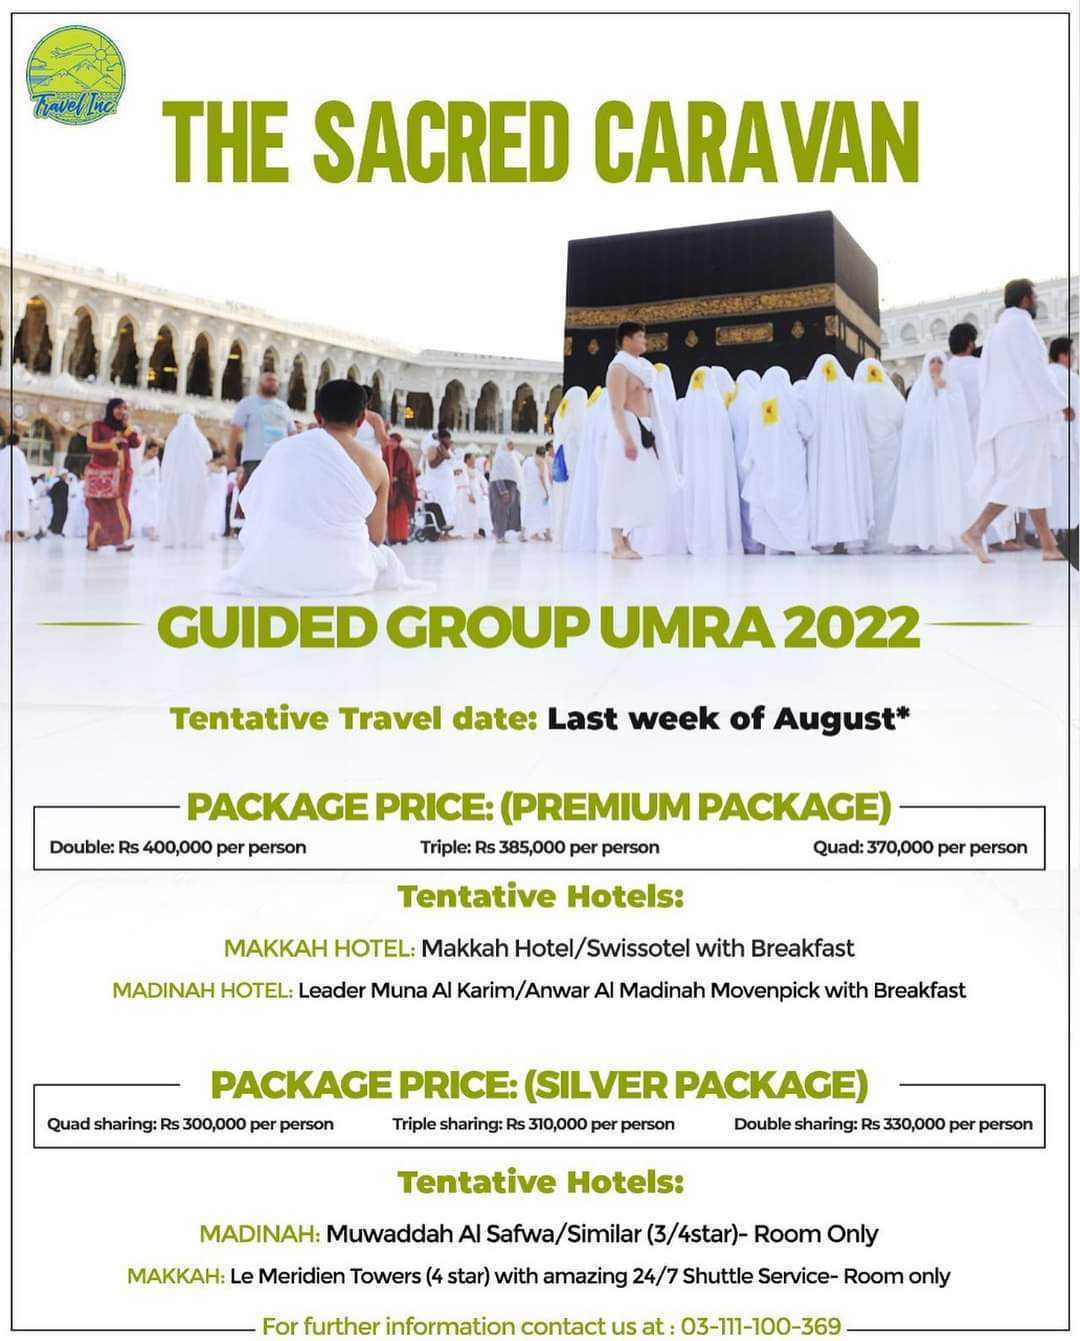 Travel Inc.
THE SACRED CARAVAN
GUIDED GROUP UMRA 2022
Tentative Travel date: Last week of August*
PACKAGE PRICE: (PREMIUM PACKAGE)
Double: Rs 400,000 per person Triple: Rs 385,000 per person Quad: 370,000 per person
Tentative Hotels:
MAKKAH HOTEL: Makkah Hotel/Swissotel with Breakfast
MADINAH HOTEL: Leader Muna Al Karim/Anwar Al Madinah Movenpick with Breakfast
PACKAGE PRICE: (SILVER PACKAGE)
Quad sharing: Rs 300,000 per person Triple sharing: Rs 310,000 per person Double sharing: Rs 330,000 per person
Tentative Hotels:
MADINAH: Muwaddah Al Safwa/Similar (3/4star)- Room Only
MAKKAH: Le Meridien Towers (4 star) with amazing 24/7 Shuttle Service- Room only
For further information contact us at : 03-111-100-369